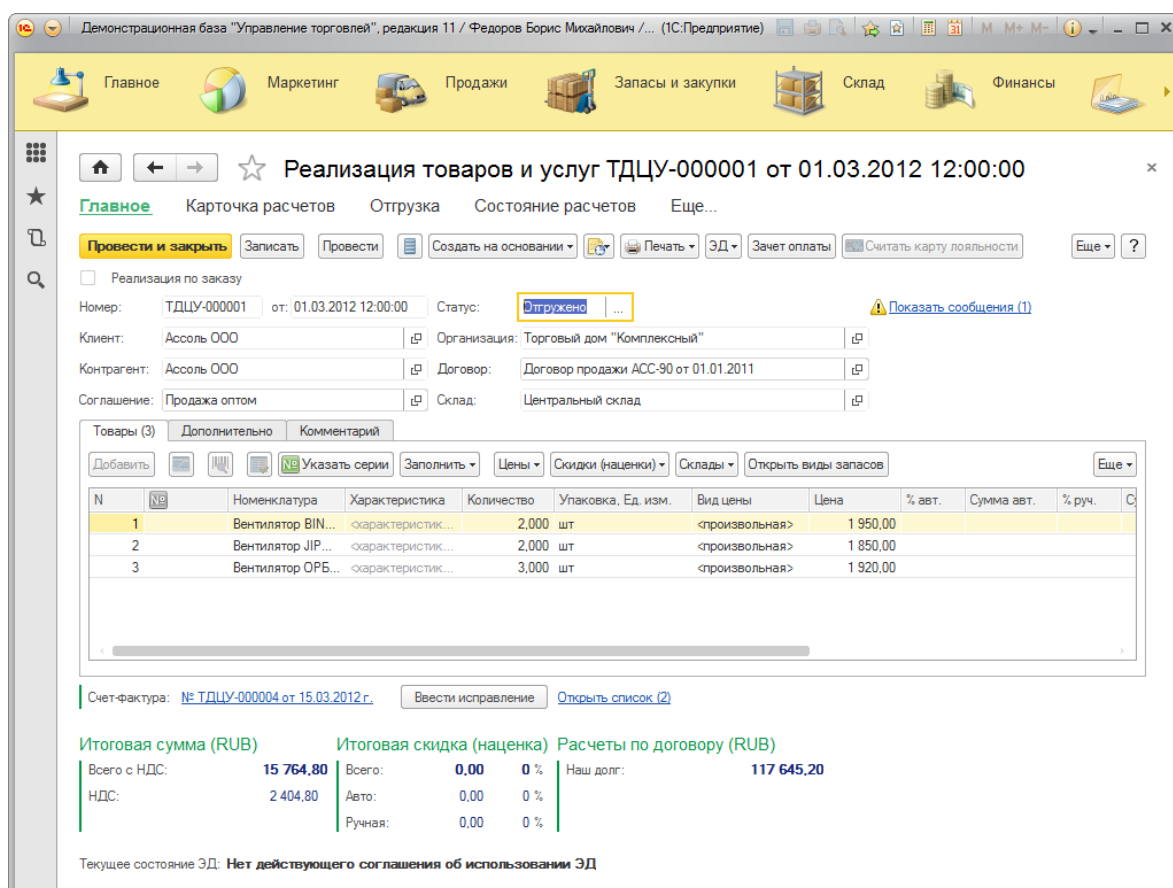 Демонстрационная база "Управление торговлей", редакция 11 / Федоров Борис Михайлович /... (1С:Предприятие) M M+ M-
Главное Маркетинг Продажи Запасы и закупки Склад Финансы
Реализация товаров и услуг ТДЦУ-000001 от 01.03.2012 12:00:00
Главное Карточка расчетов Отгрузка Состояние расчетов Еще...
Провести и закрыть Записать Провести Создать на основании Печать ЭД Зачет оплаты Считать карту лояльности Еще ?
Реализация по заказу
Номер: ТДЦУ-000001 от: 01.03.2012 12:00:00 Статус: Отгружено ... Показать сообщения (1)
Клиент: Ассоль ООО Организация: Торговый дом "Комплексный"
Контрагент: Ассоль ООО Договор: Договор продажи АСС-90 от 01.01.2011
Соглашение: Продажа оптом Склад: Центральный склад
Товары (3) Дополнительно Комментарий
Добавить № Указать серии Заполнить Цены Скидки (наценки) Склады Открыть виды запасов Еще
N № Номенклатура Характеристика Количество Упаковка, Ед. изм. Вид цены Цена % авт. Сумма авт. % руч.
1 Вентилятор BIN... <характеристик... 2,000 шт <произвольная> 1 950,00
2 Вентилятор JIP... <характеристик... 2,000 шт <произвольная> 1 850,00
3 Вентилятор ОРБ... <характеристик... 3,000 шт <произвольная> 1 920,00
Счет-фактура: № ТДЦУ-000004 от 15.03.2012 г. Ввести исправление Открыть список (2)
Итоговая сумма (RUB) Итоговая скидка (наценка) Расчеты по договору (RUB)
Всего с НДС: 15 764,80 Всего: 0,00 0 % Наш долг: 117 645,20
НДС: 2 404,80 Авто: 0,00 0 %
Ручная: 0,00 0 %
Текущее состояние ЭД: Нет действующего соглашения об использовании ЭД